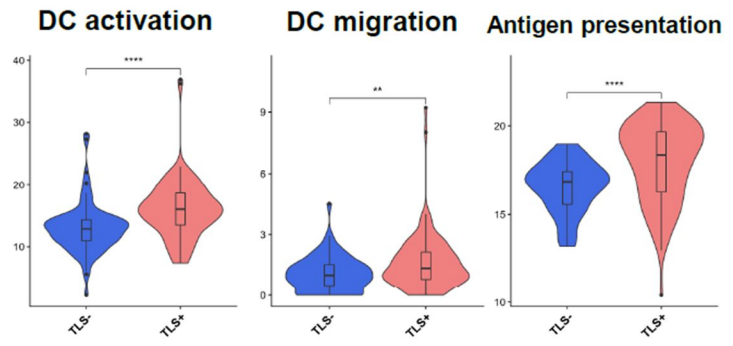 DC activation
DC migration
Antigen presentation
****
**
****
40
30
20
10
9
6
3
0
20
15
10
TLS-
TLS+
TLS-
TLS+
TLS-
TLS+